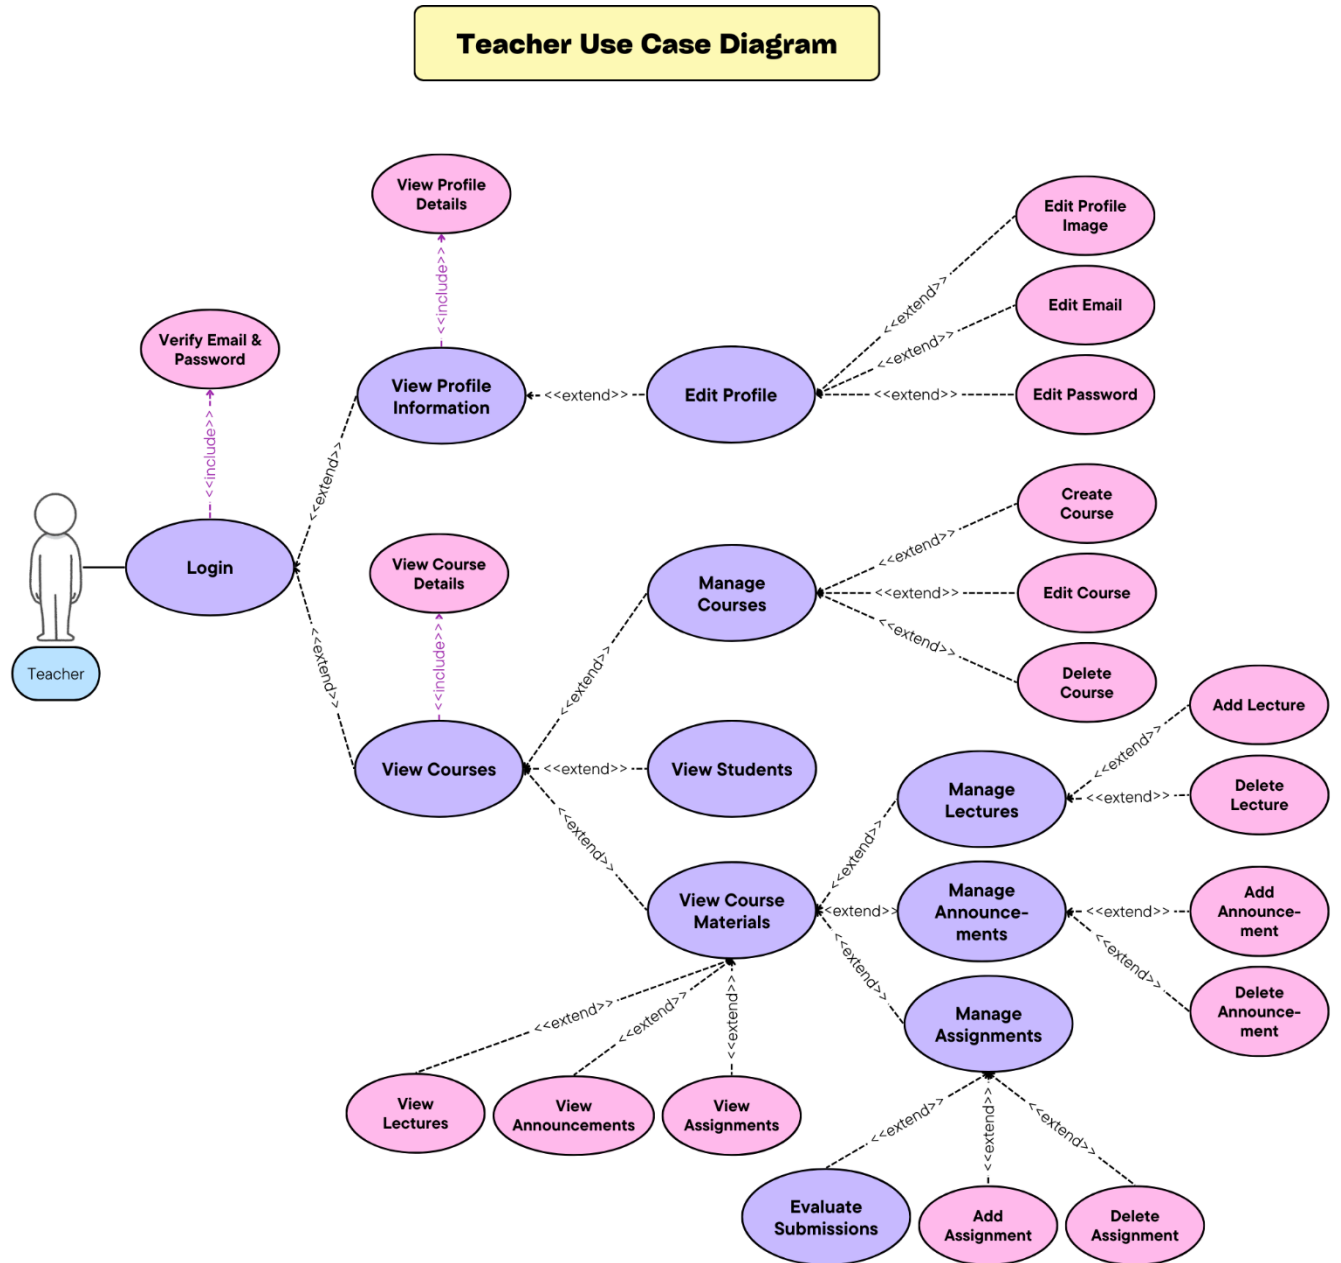 Teacher Use Case Diagram
View Profile
Details
Edit Profile
Image
<<include>>
<<extend>>
Edit Email
Verify Email &
Password
<<extend>>
View Profile
Information
<<extend>>
Edit Profile
<<extend>>
Edit Password
<<include>>
<<extend>>
Create
Course
Login
View Course
Details
Manage
Courses
<<extend>>
<<extend>>
Edit Course
<<extend>>
Delete
Course
Teacher
<<extend>>
<<include>>
<<extend>>
View Courses
<<extend>>
View Students
Add Lecture
<<extend>>
Manage
Lectures
<<extend>>
Delete
Lecture
<<extend>>
<<extend>>
View Course
Materials
<extend>>
Manage
Announce-
ments
<<extend>>
Add
Announce-
ment
<<extend>>
<<extend>>
Delete
Announce-
ment
Manage
Assignments
<<extend>>
<<extend>>
<<extend>>
View
Lectures
View
Announcements
View
Assignments
<<extend>>
<<extend>>
<<extend>>
Evaluate
Submissions
Add
Assignment
Delete
Assignment